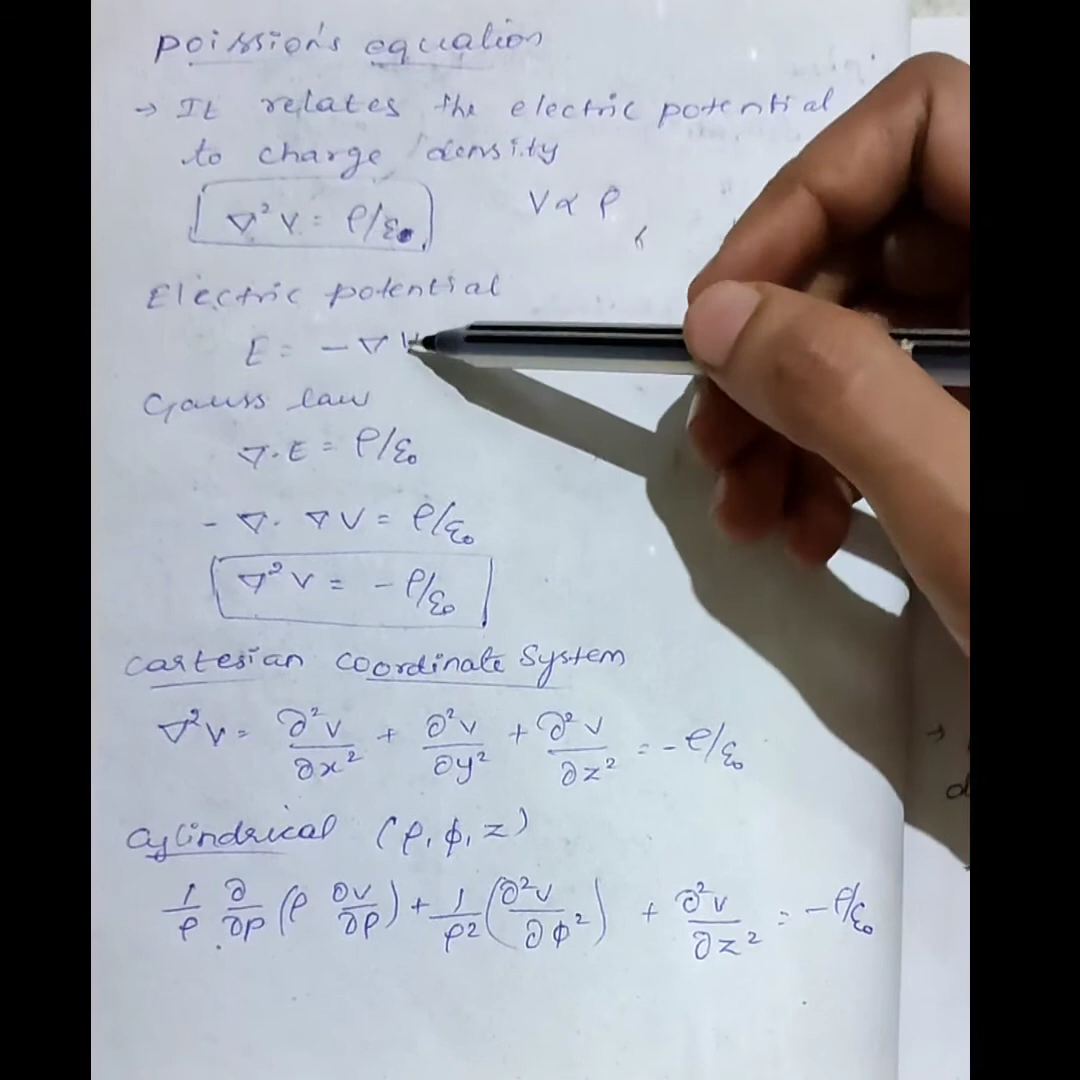 poission's equation
→ It relates the electric potential
to charge density
∇²V = ρ/ε₀
V ∝ ρ
Electric potential
E = -∇V
Gauss law
∇·E = ρ/ε₀
-∇·∇V = ρ/ε₀
∇²V = -ρ/ε₀
cartesian coordinate system
∇²V = ∂²V/∂x² + ∂²V/∂y² + ∂²V/∂z² = -ρ/ε₀
cylindrical (ρ, φ, z)
1/ρ ∂/∂ρ (ρ ∂V/∂ρ) + 1/ρ² (∂²V/∂φ²) + ∂²V/∂z² = -ρ/ε₀